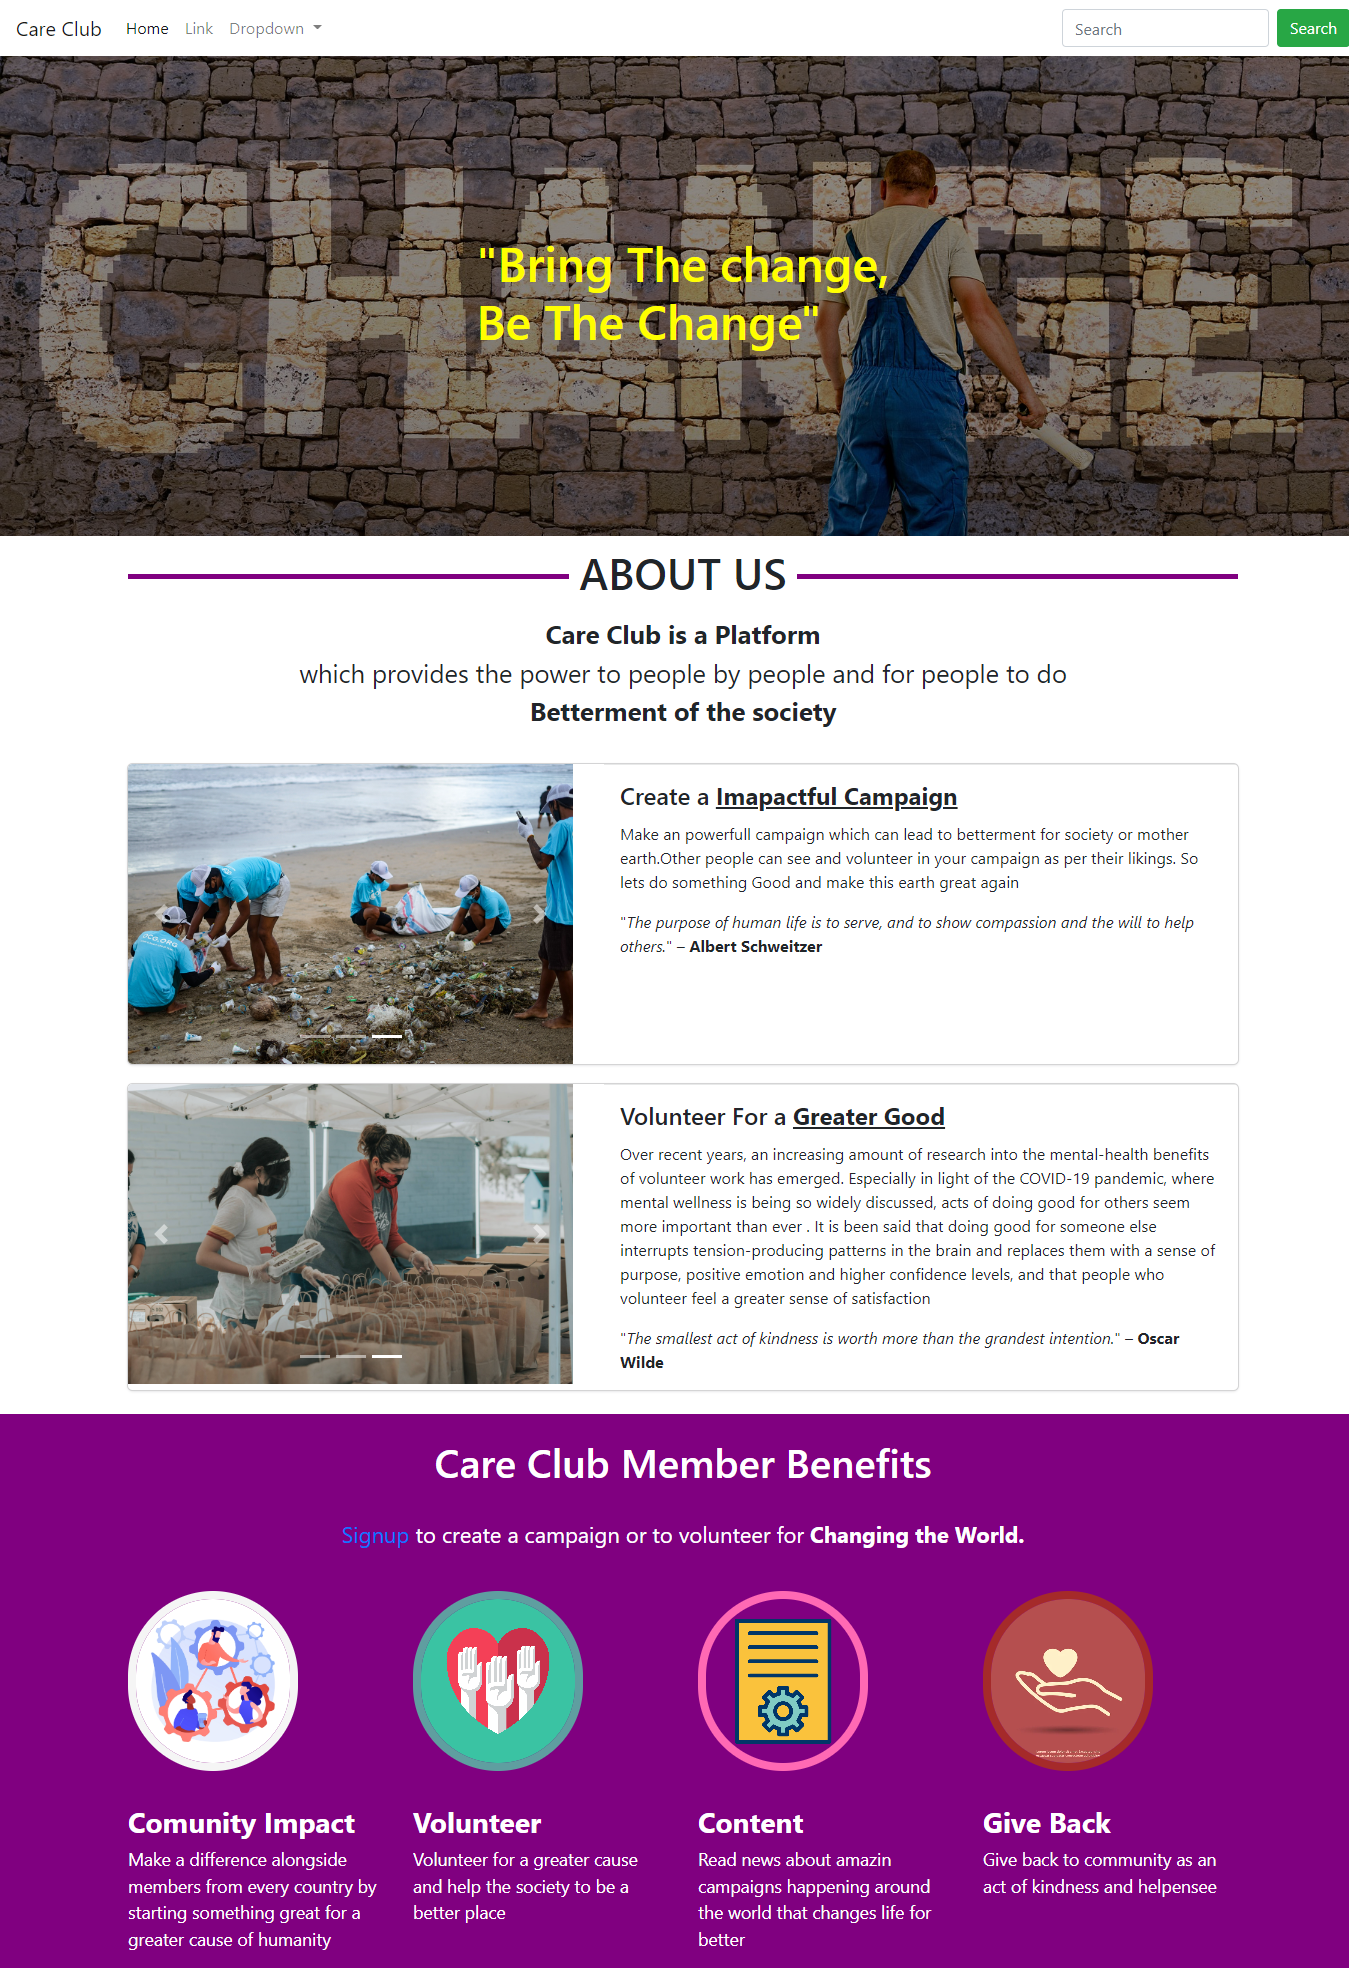 Care Club Home Link Dropdown Search Search
CHANGE
"Bring The change,
Be The Change"
ABOUT US
Care Club is a Platform
which provides the power to people by people and for people to do
Betterment of the society
Create a Imapactful Campaign
Make an powerfull campaign which can lead to betterment for society or mother
earth.Other people can see and volunteer in your campaign as per their likings. So
lets do something Good and make this earth great again
"The purpose of human life is to serve, and to show compassion and the will to help
others." – Albert Schweitzer
Volunteer For a Greater Good
Over recent years, an increasing amount of research into the mental-health benefits
of volunteer work has emerged. Especially in light of the COVID-19 pandemic, where
mental wellness is being so widely discussed, acts of doing good for others seem
more important than ever . It is been said that doing good for someone else
interrupts tension-producing patterns in the brain and replaces them with a sense of
purpose, positive emotion and higher confidence levels, and that people who
volunteer feel a greater sense of satisfaction
"The smallest act of kindness is worth more than the grandest intention." – Oscar
Wilde
Care Club Member Benefits
Signup to create a campaign or to volunteer for Changing the World.
Comunity Impact
Make a difference alongside
members from every country by
starting something great for a
greater cause of humanity
Volunteer
Volunteer for a greater cause
and help the society to be a
better place
Content
Read news about amazin
campaigns happening around
the world that changes life for
better
Give Back
Give back to community as an
act of kindness and helpensee